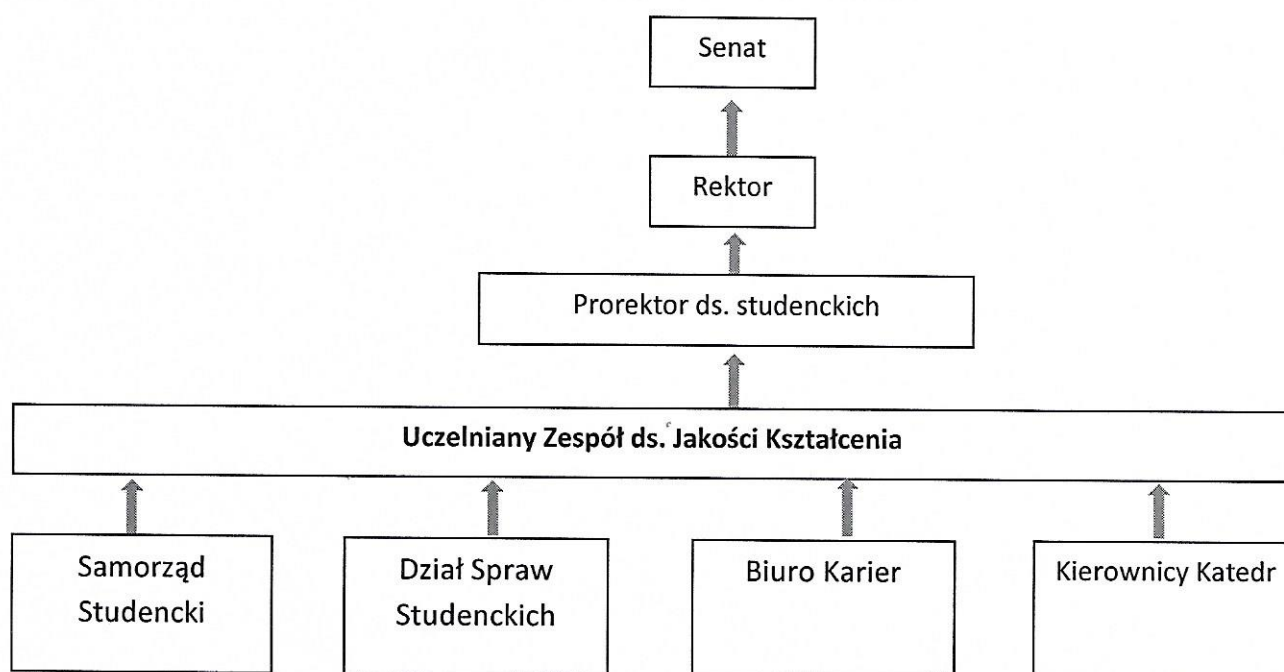 Senat
Rektor
Prorektor ds. studenckich
Uczelniany Zespół ds. Jakości Kształcenia
Samorząd
Studencki
Dział Spraw
Studenckich
Biuro Karier
Kierownicy Katedr